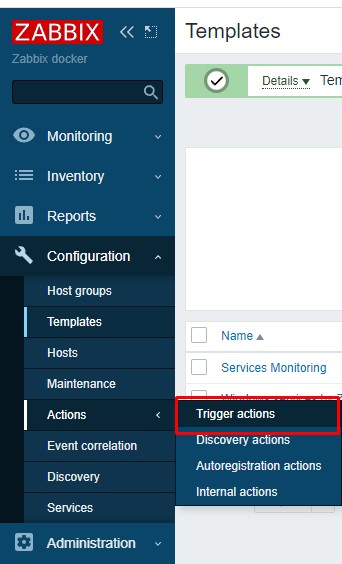 ZABBIX
Zabbix docker
Templates
Details Tem
Monitoring
Inventory
Reports
Configuration
Host groups
Templates
Hosts
Maintenance
Actions
Event correlation
Discovery
Services
Administration
Name
Services Monitoring
Trigger actions
Discovery actions
Autoregistration actions
Internal actions